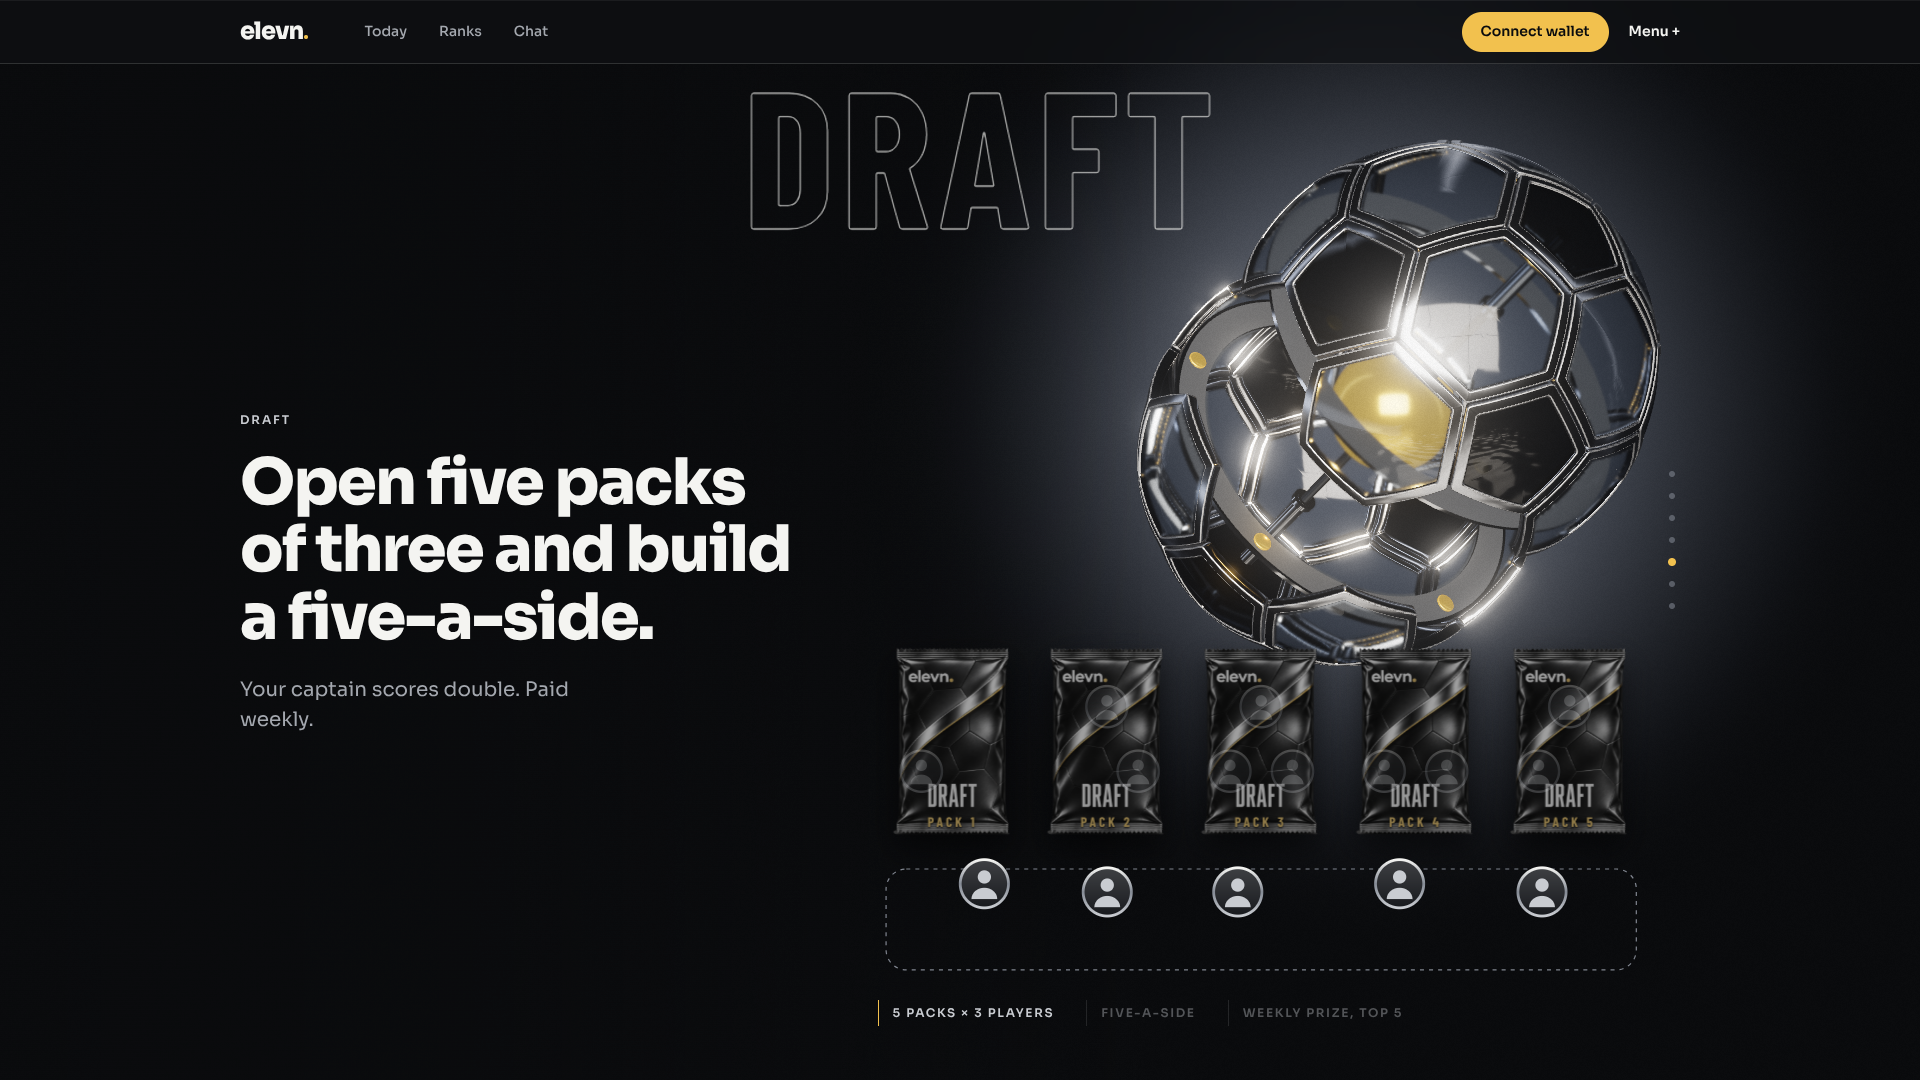 elevn.
Today
Ranks
Chat
Connect wallet
Menu +
DRAFT
DRAFT
Open five packs
of three and build
a five-a-side.
Your captain scores double. Paid
weekly.
elevn.
DRAFT
PACK 1
elevn.
DRAFT
PACK 2
elevn.
DRAFT
PACK 3
elevn.
DRAFT
PACK 4
elevn.
DRAFT
PACK 5
5 PACKS × 3 PLAYERS
FIVE-A-SIDE
WEEKLY PRIZE, TOP 5